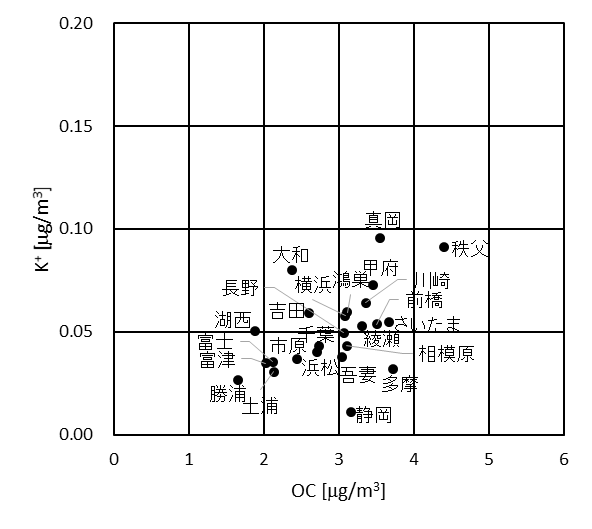 0.20
0.15
K⁺ [μg/m³]
0.10
真岡
秩父
大和
甲府
鴻巣
川崎
横浜
長野
前橋
吉田
湖西
さいたま
0.05
千葉
綾瀬
富士
市原
相模原
富津
浜松
吾妻
多摩
勝浦
土浦
静岡
0.00
0 1 2 3 4 5 6
OC [μg/m³]